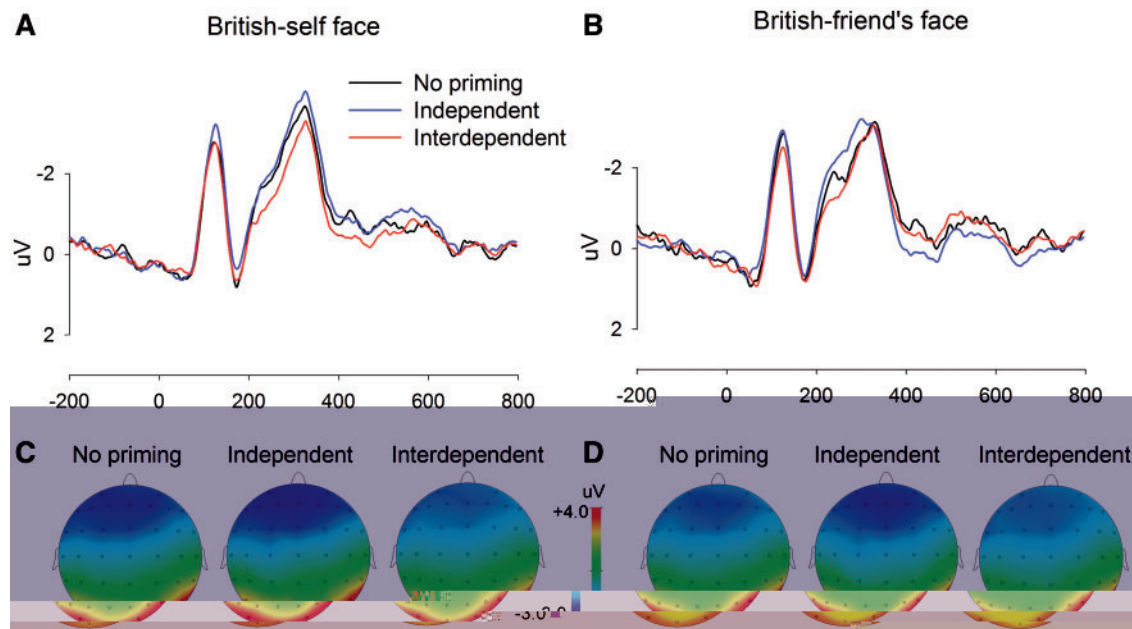 A
British-self face
No priming
Independent
Interdependent
-2
0
2
uV
-200 0 200 400 600 800
B
British-friend's face
-2
0
2
uV
-200 0 200 400 600 800
C
No priming Independent Interdependent
uV
+4.0
D
No priming Independent Interdependent